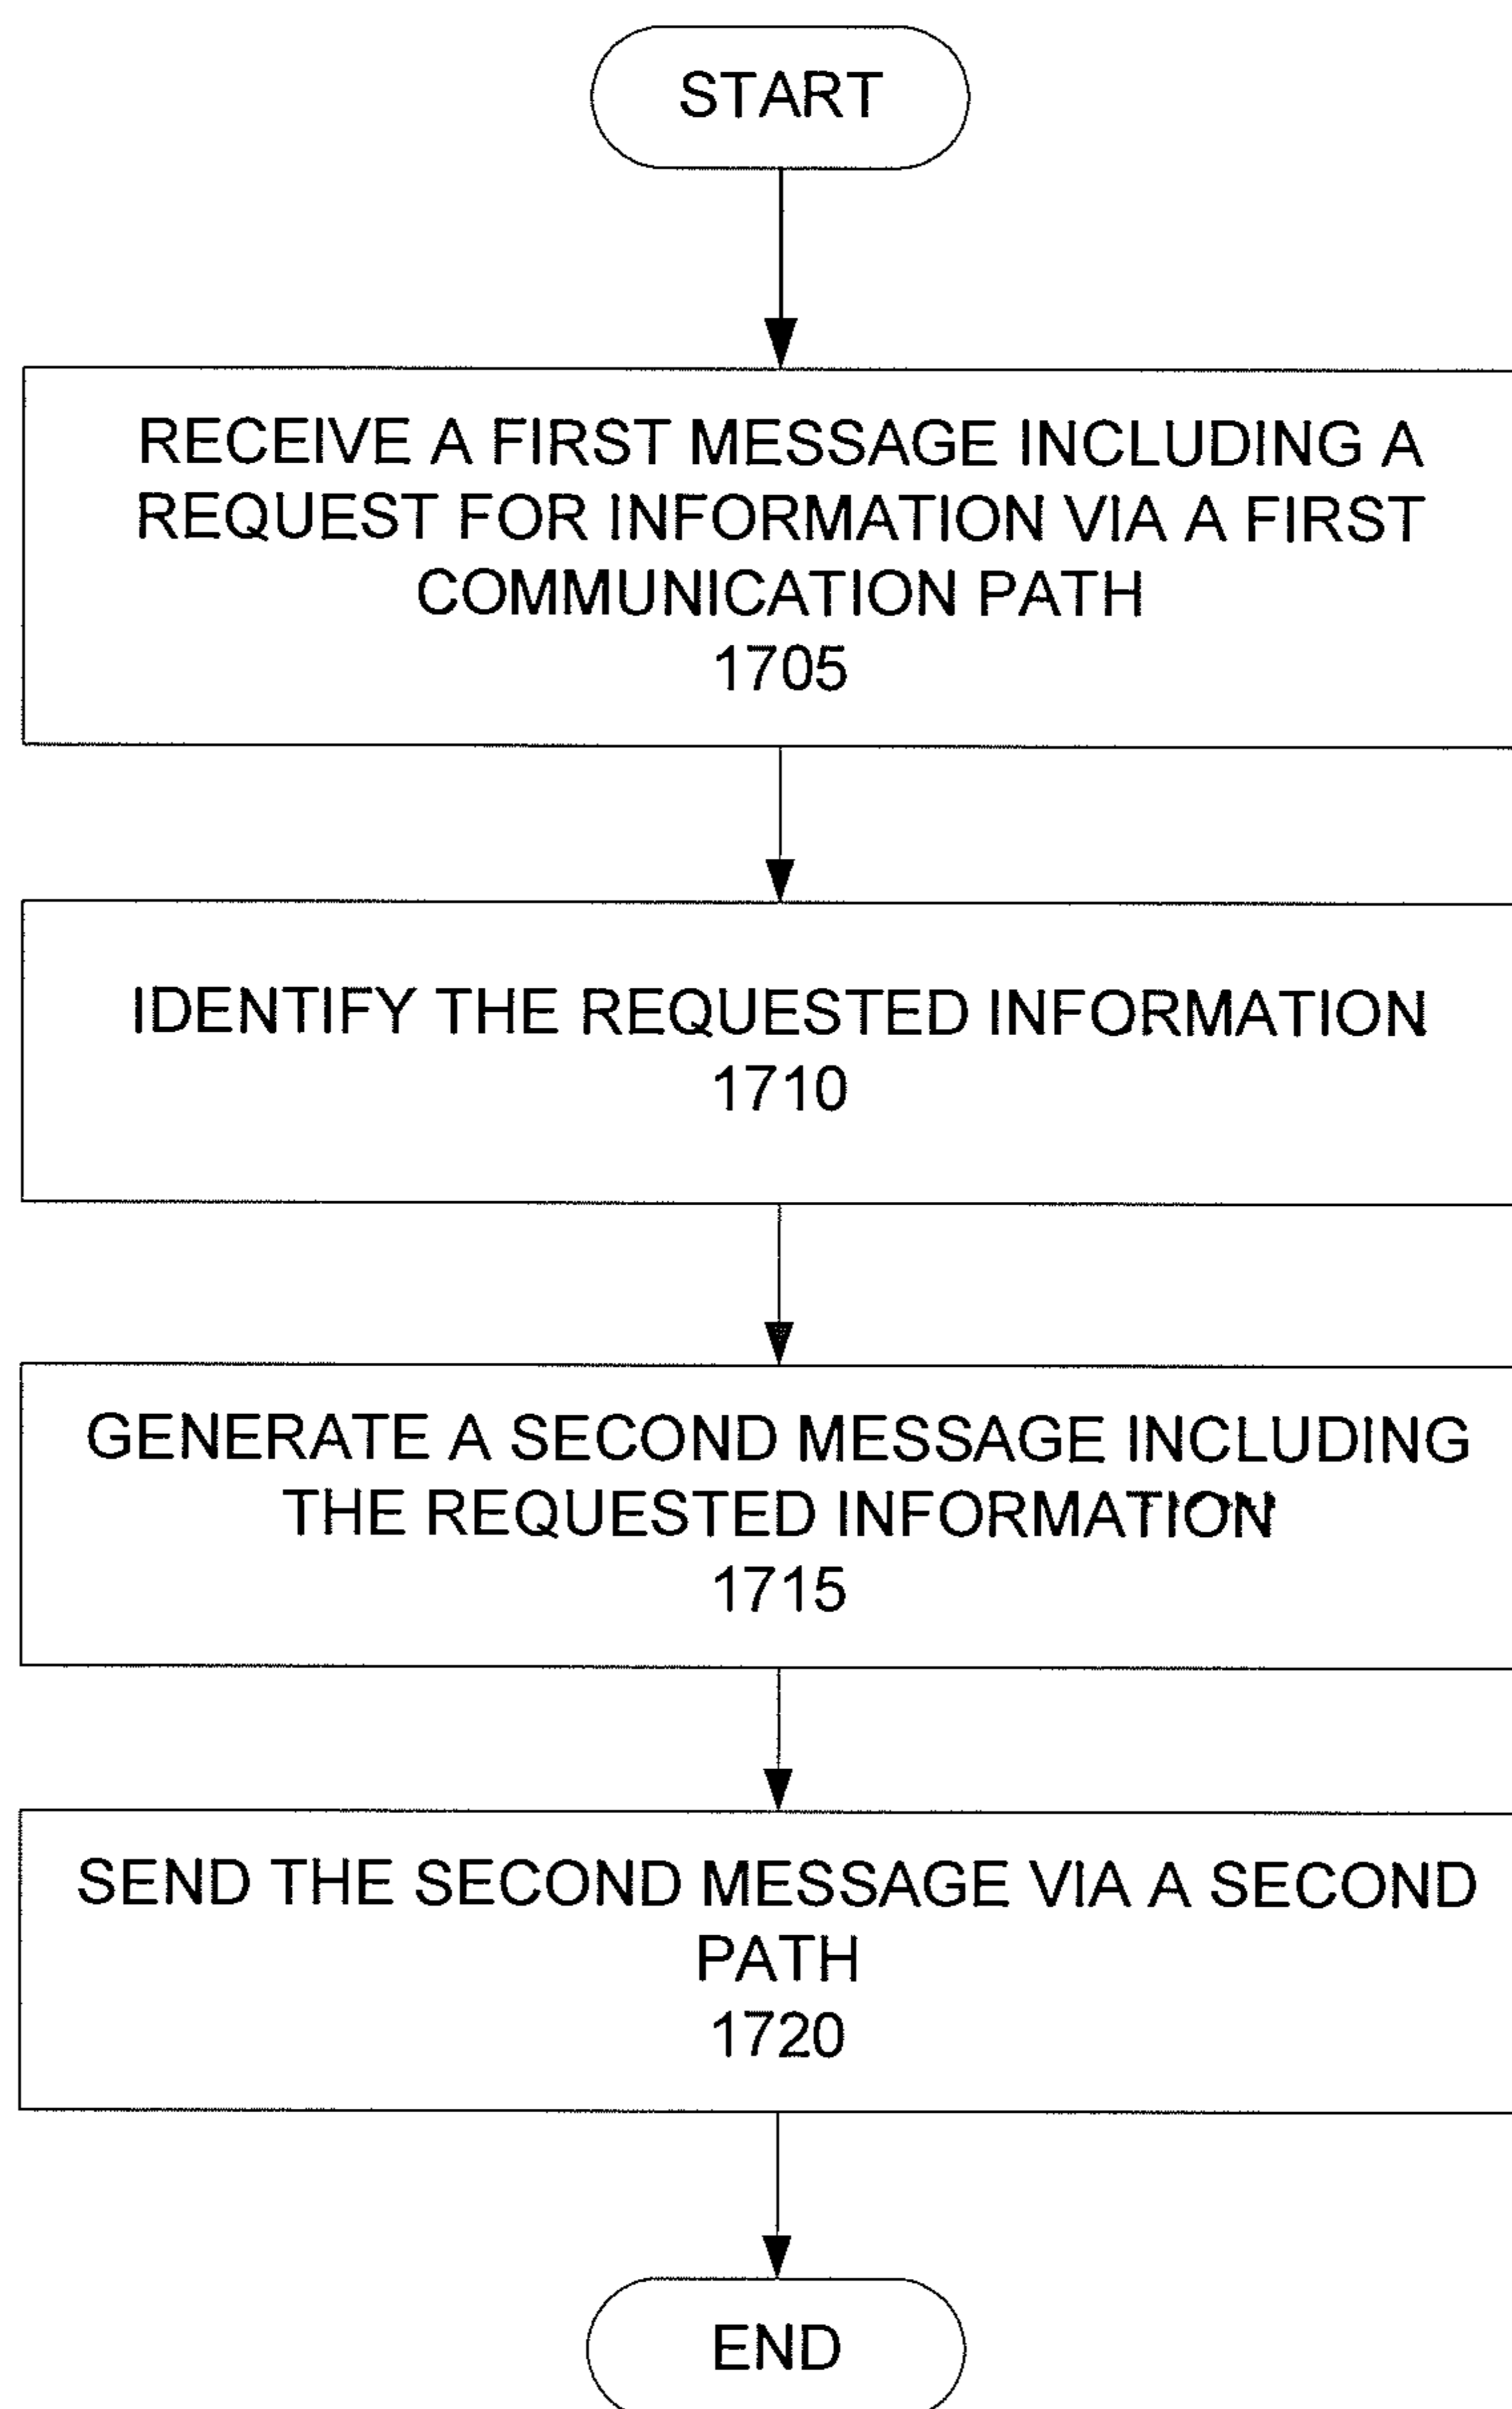 START
RECEIVE A FIRST MESSAGE INCLUDING A
REQUEST FOR INFORMATION VIA A FIRST
COMMUNICATION PATH
1705
IDENTIFY THE REQUESTED INFORMATION
1710
GENERATE A SECOND MESSAGE INCLUDING
THE REQUESTED INFORMATION
1715
SEND THE SECOND MESSAGE VIA A SECOND
PATH
1720
END